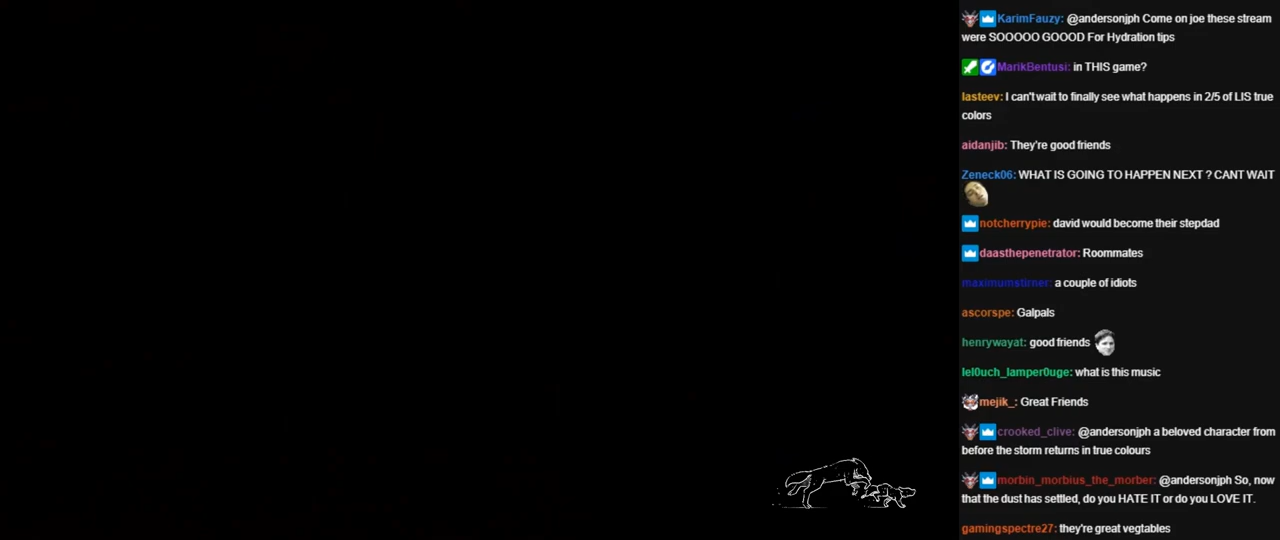 KarimFauzy: @andersonjph Come on joe these stream
were SOOOOO GOOOD For Hydration tips
MarikBentusi: in THIS game?
lasteev: I can't wait to finally see what happens in 2/5 of LIS true
colors
aidanjib: They're good friends
Zeneck06: WHAT IS GOING TO HAPPEN NEXT ? CANT WAIT
notcherrypie: david would become their stepdad
daasthepenetrator: Roommates
maximumstirner: a couple of idiots
ascorspe: Galpals
henrywayat: good friends
lel0uch_lamper0uge: what is this music
mejik_: Great Friends
crooked_clive: @andersonjph a beloved character from
before the storm returns in true colours
morbin_morbius_the_morber: @andersonjph So, now
that the dust has settled, do you HATE IT or do you LOVE IT.
gamingspectre27: they're great vegtables